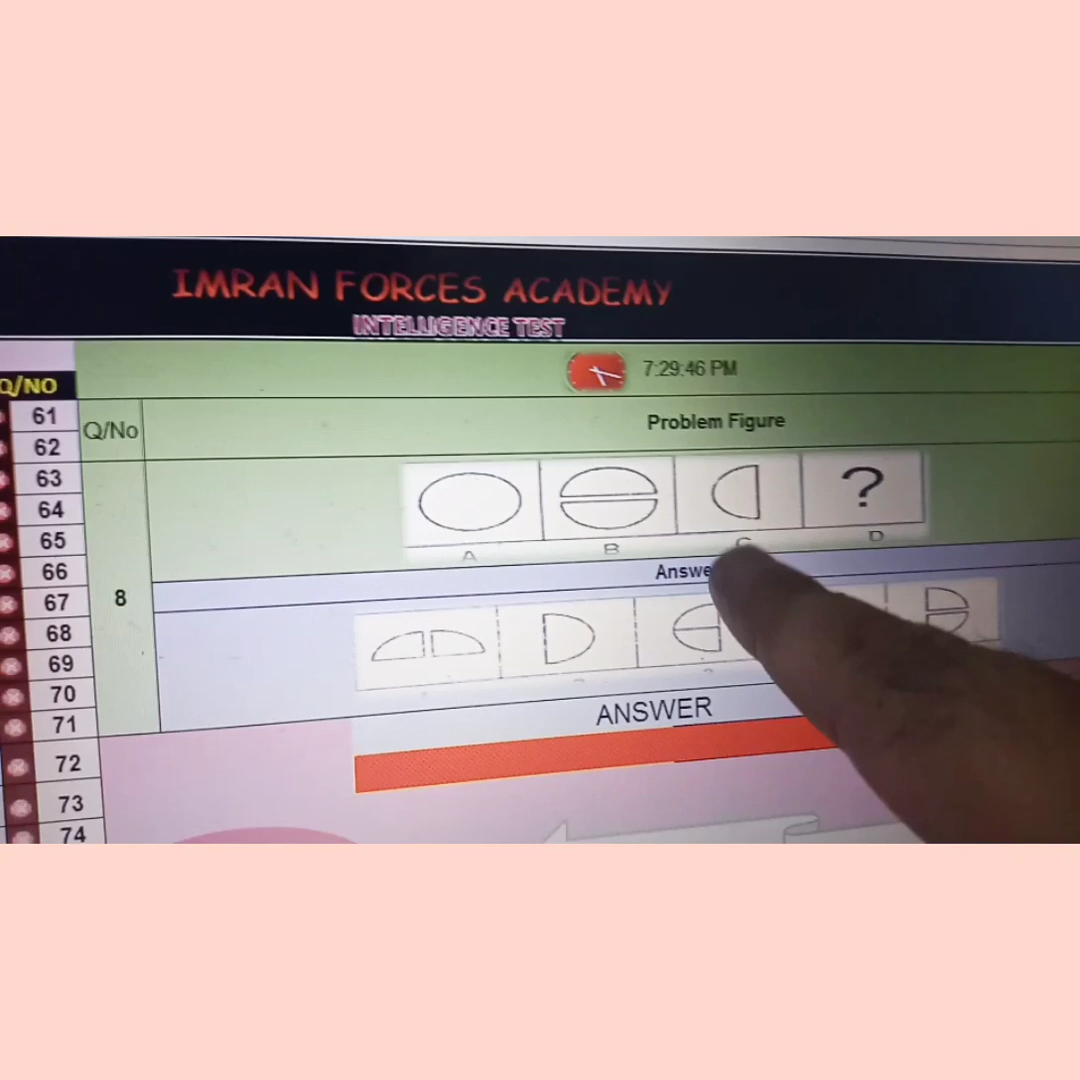 IMRAN FORCES ACADEMY
INTELLIGENCE TEST
7:29:46 PM
Q/NO
61
62
63
64
65
66
67
68
69
70
71
72
73
74
Q/No
8
Problem Figure
?
A B C D
Answe
ANSWER